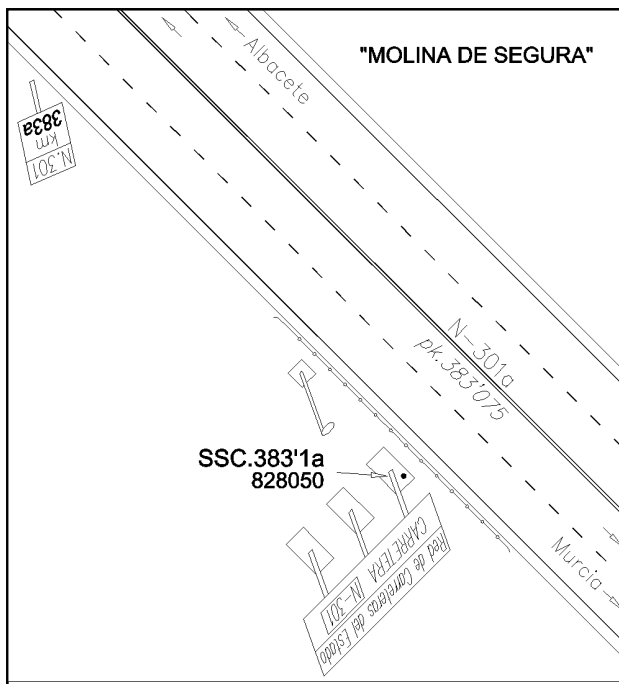 "MOLINA DE SEGURA"
Albacete
N.301
km
383a
N-301a
pk.383'075
SSC.383'1a
828050
Murcia
Red de Carreteras del Estado
CARRETERA N-301